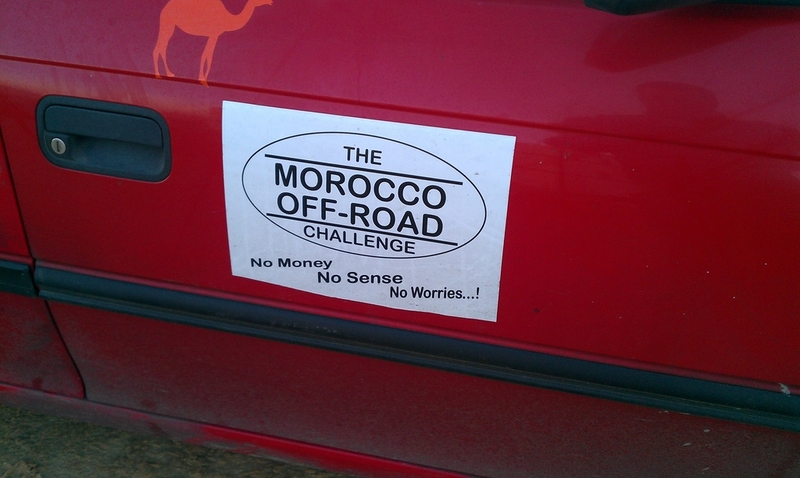 THE
MOROCCO
OFF-ROAD
CHALLENGE
No Money
No Sense
No Worries...!